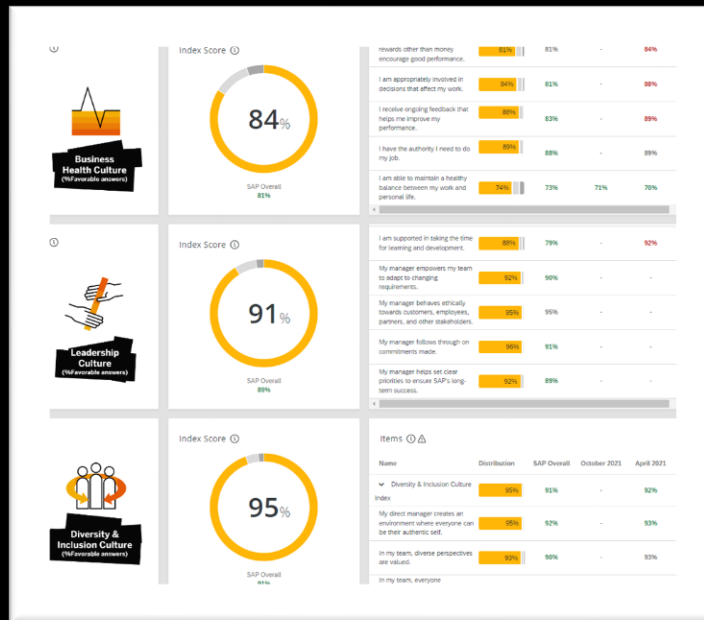 Index Score
rewards other than money
encourage good performance.
81%
81%
-
84%
I am appropriately involved in
decisions that affect my work.
84%
81%
-
88%
I receive ongoing feedback that
helps me improve my
performance.
88%
83%
-
89%
I have the authority I need to do
my job.
89%
88%
-
89%
I am able to maintain a healthy
balance between my work and
personal life.
74%
73%
71%
70%
84%
SAP Overall
81%
Business
Health Culture
(%Favorable answers)
Index Score
I am supported in taking the time
for learning and development.
88%
79%
-
92%
My manager empowers my team
to adapt to changing
requirements.
92%
90%
-
-
My manager behaves ethically
towards customers, employees,
partners, and other stakeholders.
95%
95%
-
-
My manager follows through on
commitments made.
96%
91%
-
-
My manager helps set clear
priorities to ensure SAP's long-
term success.
92%
89%
-
-
91%
SAP Overall
89%
Leadership
Culture
(%Favorable answers)
Index Score
Items
Name
Distribution
SAP Overall
October 2021
April 2021
Diversity & Inclusion Culture
Index
95%
91%
-
92%
My direct manager creates an
environment where everyone can
be their authentic self.
95%
92%
-
93%
In my team, diverse perspectives
are valued.
93%
90%
-
93%
In my team, everyone
95%
SAP Overall
91%
Diversity &
Inclusion Culture
(%Favorable answers)